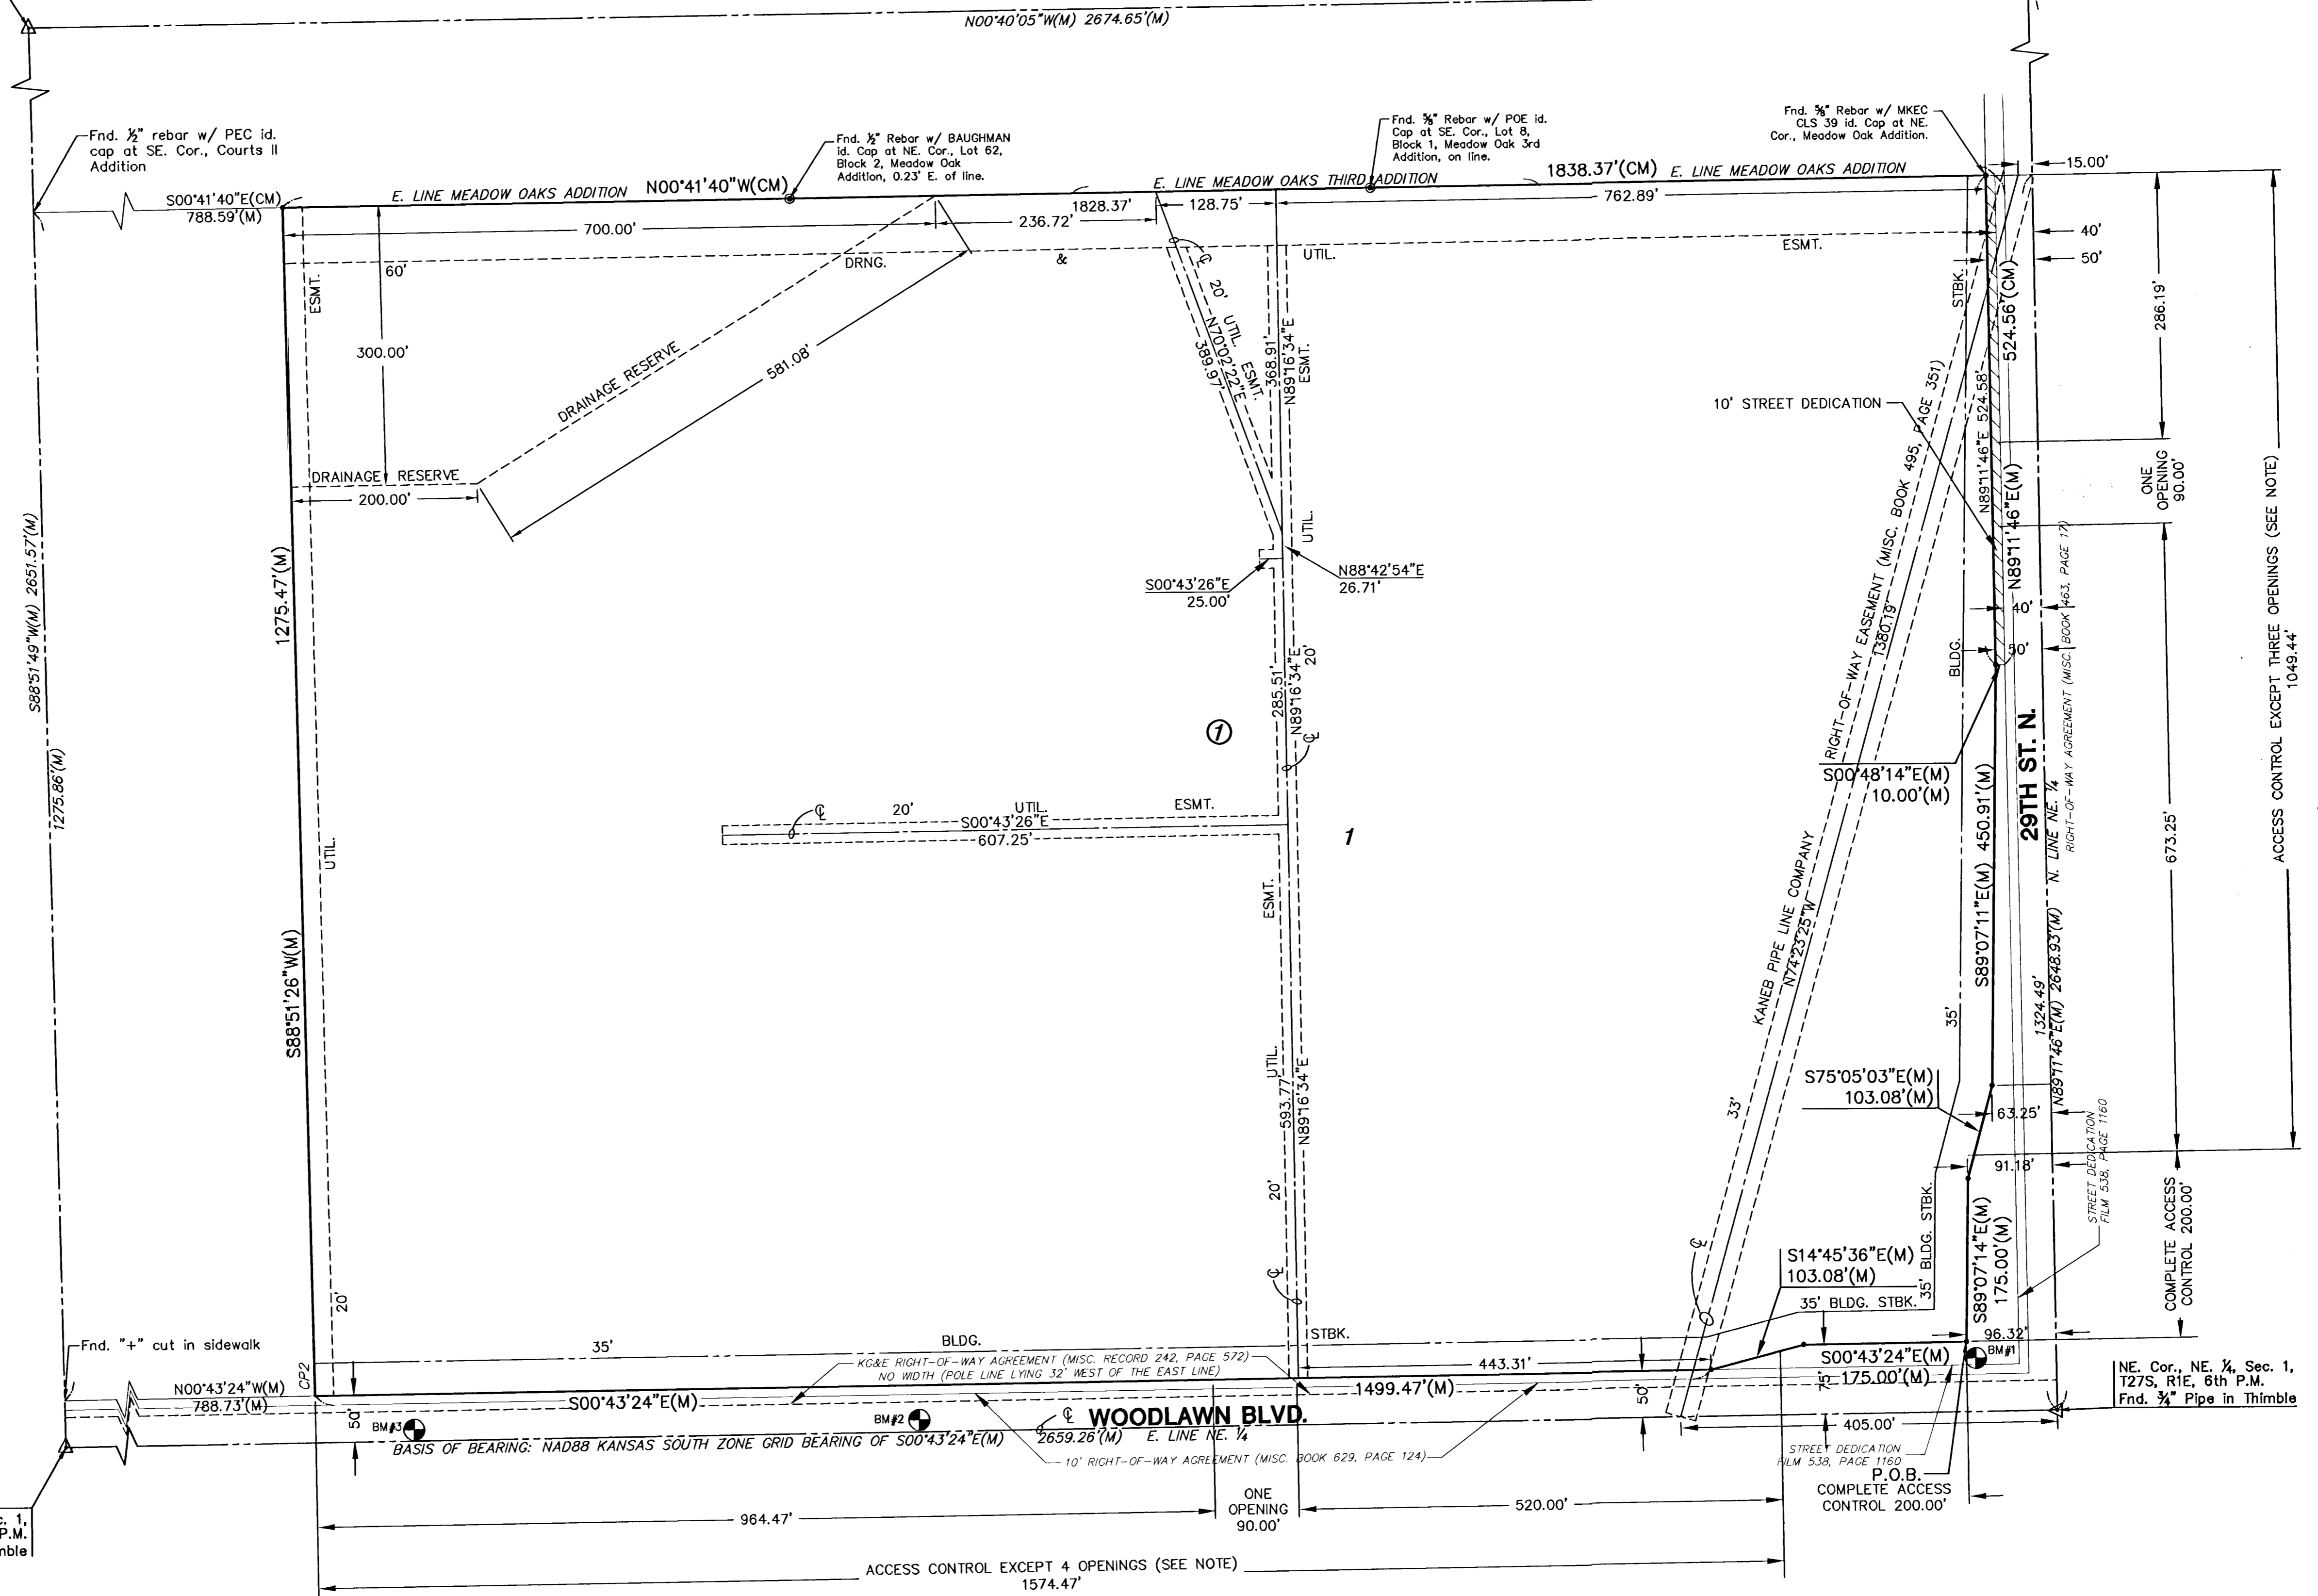 N00°40'05"W(M) 2674.65'(M)
Fnd. ½" rebar w/ PEC id.
cap at SE. Cor., Courts II
Addition
Fnd. ½" Rebar w/ BAUGHMAN
id. Cap at NE. Cor., Lot 62,
Block 2, Meadow Oak
Addition, 0.23' E. of line.
Fnd. ⅝" Rebar w/ POE id.
Cap at SE. Cor., Lot 8,
Block 1, Meadow Oak 3rd
Addition, on line.
Fnd. ⅝" Rebar w/ MKEC
CLS 39 id. Cap at NE.
Cor., Meadow Oak Addition.
15.00'
S00°41'40"E(CM)
788.59'(M)
E. LINE MEADOW OAKS ADDITION
N00°41'40"W(CM)
E. LINE MEADOW OAKS THIRD ADDITION
1838.37'(CM)
E. LINE MEADOW OAKS ADDITION
700.00'
236.72'
1828.37'
128.75'
762.89'
40'
50'
60'
DRNG.
&
UTIL.
ESMT.
ESMT.
300.00'
DRAINAGE RESERVE
581.08'
DRAINAGE RESERVE
200.00'
20'
UTIL.
ESMT.
N70°02'22"E
389.97'
368.91'
N89°16'34"E
ESMT.
UTIL.
STBK.
524.56'(CM)
N89°11'46"E 524.58'
N89°11'46"E(M)
286.19'
ONE
OPENING
90.00'
673.25'
ACCESS CONTROL EXCEPT THREE OPENINGS (SEE NOTE)
1049.44'
10' STREET DEDICATION
S00°43'26"E
25.00'
N88°42'54"E
26.71'
S88°51'49"W(M) 2651.57'(M)
1275.86'(M)
1275.47'(M)
S88°51'26"W(M)
UTIL.
20'
285.51'
N89°16'34"E
20'
℄
1
1
20'
UTIL.
ESMT.
℄
S00°43'26"E
607.25'
ESMT.
UTIL.
593.77'
N89°16'34"E
20'
℄
RIGHT-OF-WAY EASEMENT (MISC. BOOK 495, PAGE 351)
1380.19'
KANEB PIPE LINE COMPANY
N74°23'25"W
33'
℄
BLDG.
35'
40'
50'
S00°48'14"E(M)
10.00'(M)
S89°07'11"E(M) 450.91'(M)
29TH ST. N.
N. LINE NE. ¼
RIGHT-OF-WAY AGREEMENT (MISC. BOOK 463, PAGE 17)
1324.49'
N89°11'46"E(M) 2648.93'(M)
S75°05'03"E(M)
103.08'(M)
63.25'
91.18'
STREET DEDICATION
FILM 538, PAGE 1160
COMPLETE ACCESS
CONTROL 200.00'
S89°07'14"E(M)
175.00'(M)
35' BLDG. STBK.
S14°45'36"E(M)
103.08'(M)
35' BLDG. STBK.
96.32'
Fnd. "+" cut in sidewalk
CP2
35'
BLDG.
STBK.
KG&E RIGHT-OF-WAY AGREEMENT (MISC. RECORD 242, PAGE 572)
NO WIDTH (POLE LINE LYING 32' WEST OF THE EAST LINE)
443.31'
S00°43'24"E(M)
175.00'(M)
75'
BM#1
NE. Cor., NE. ¼, Sec. 1,
T27S, R1E, 6th P.M.
Fnd. ¾" Pipe in Thimble
N00°43'24"W(M)
788.73'(M)
S00°43'24"E(M)
1499.47'(M)
50'
50'
BM#3
BM#2
℄
WOODLAWN BLVD.
405.00'
BASIS OF BEARING: NAD88 KANSAS SOUTH ZONE GRID BEARING OF S00°43'24"E(M)
2659.26'(M)
E. LINE NE. ¼
10' RIGHT-OF-WAY AGREEMENT (MISC. BOOK 629, PAGE 124)
STREET DEDICATION
FILM 538, PAGE 1160
P.O.B.
COMPLETE ACCESS
CONTROL 200.00'
964.47'
ONE
OPENING
90.00'
520.00'
c. 1,
P.M.
mble
ACCESS CONTROL EXCEPT 4 OPENINGS (SEE NOTE)
1574.47'